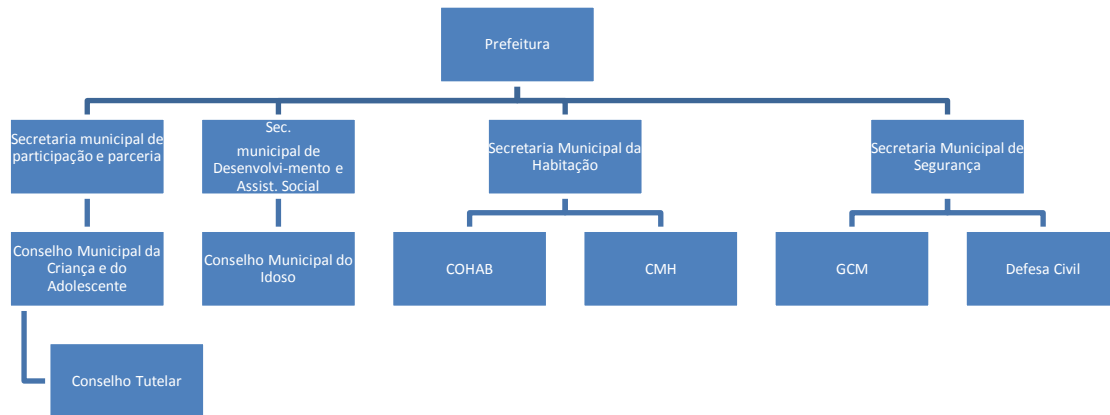 Prefeitura
Secretaria municipal de
participação e parceria
Sec.
municipal de
Desenvolvi-mento e
Assist. Social
Secretaria Municipal da
Habitação
Secretaria Municipal de
Segurança
Conselho Municipal da
Criança e do
Adolescente
Conselho Municipal do
Idoso
COHAB
CMH
GCM
Defesa Civil
Conselho Tutelar